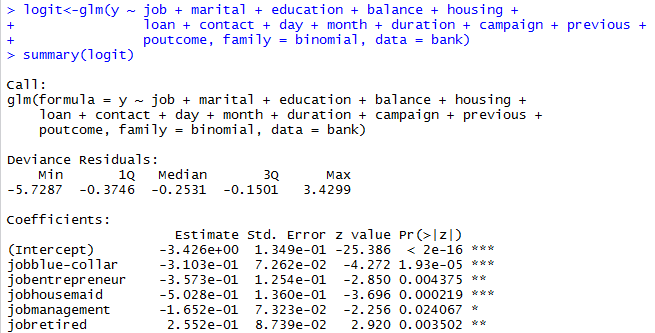 > logit<-glm(y ~ job + marital + education + balance + housing +
+ loan + contact + day + month + duration + campaign + previous +
+ poutcome, family = binomial, data = bank)
> summary(logit)
Call:
glm(formula = y ~ job + marital + education + balance + housing +
loan + contact + day + month + duration + campaign + previous +
poutcome, family = binomial, data = bank)
Deviance Residuals:
Min 1Q Median 3Q Max
-5.7287 -0.3746 -0.2531 -0.1501 3.4299
Coefficients:
Estimate Std. Error z value Pr(>|z|)
(Intercept) -3.426e+00 1.349e-01 -25.386 < 2e-16 ***
jobblue-collar -3.103e-01 7.262e-02 -4.272 1.93e-05 ***
jobentrepreneur -3.573e-01 1.254e-01 -2.850 0.004375 **
jobhousemaid -5.028e-01 1.360e-01 -3.696 0.000219 ***
jobmanagement -1.652e-01 7.323e-02 -2.256 0.024067 *
jobretired 2.552e-01 8.739e-02 2.920 0.003502 **